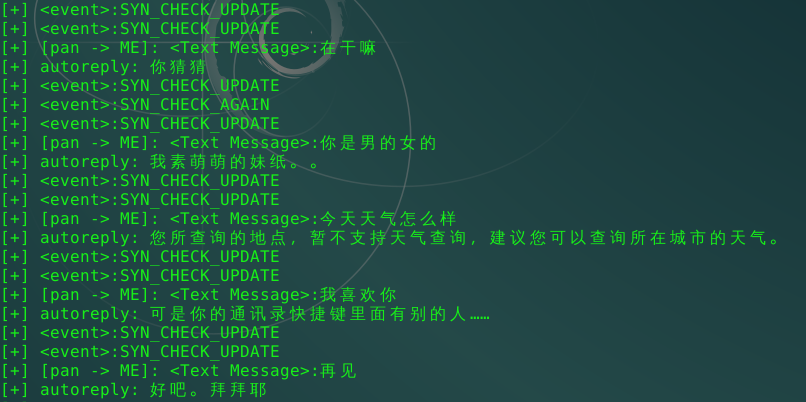 [+] <event>:SYN_CHECK_UPDATE
[+] <event>:SYN_CHECK_UPDATE
[+] [pan -> ME]: <Text Message>:在干嘛
[+] autoreply: 你猜猜
[+] <event>:SYN_CHECK_UPDATE
[+] <event>:SYN_CHECK_AGAIN
[+] <event>:SYN_CHECK_UPDATE
[+] [pan -> ME]: <Text Message>:你是男的女的
[+] autoreply: 我素萌萌的妹纸。。
[+] <event>:SYN_CHECK_UPDATE
[+] <event>:SYN_CHECK_UPDATE
[+] [pan -> ME]: <Text Message>:今天天气怎么样
[+] autoreply: 您所查询的地点, 暂不支持天气查询, 建议您可以查询所在城市的天气。
[+] <event>:SYN_CHECK_UPDATE
[+] <event>:SYN_CHECK_UPDATE
[+] [pan -> ME]: <Text Message>:我喜欢你
[+] autoreply: 可是你的通讯录快捷键里面有别的人……
[+] <event>:SYN_CHECK_UPDATE
[+] <event>:SYN_CHECK_UPDATE
[+] [pan -> ME]: <Text Message>:再见
[+] autoreply: 好吧。拜拜耶